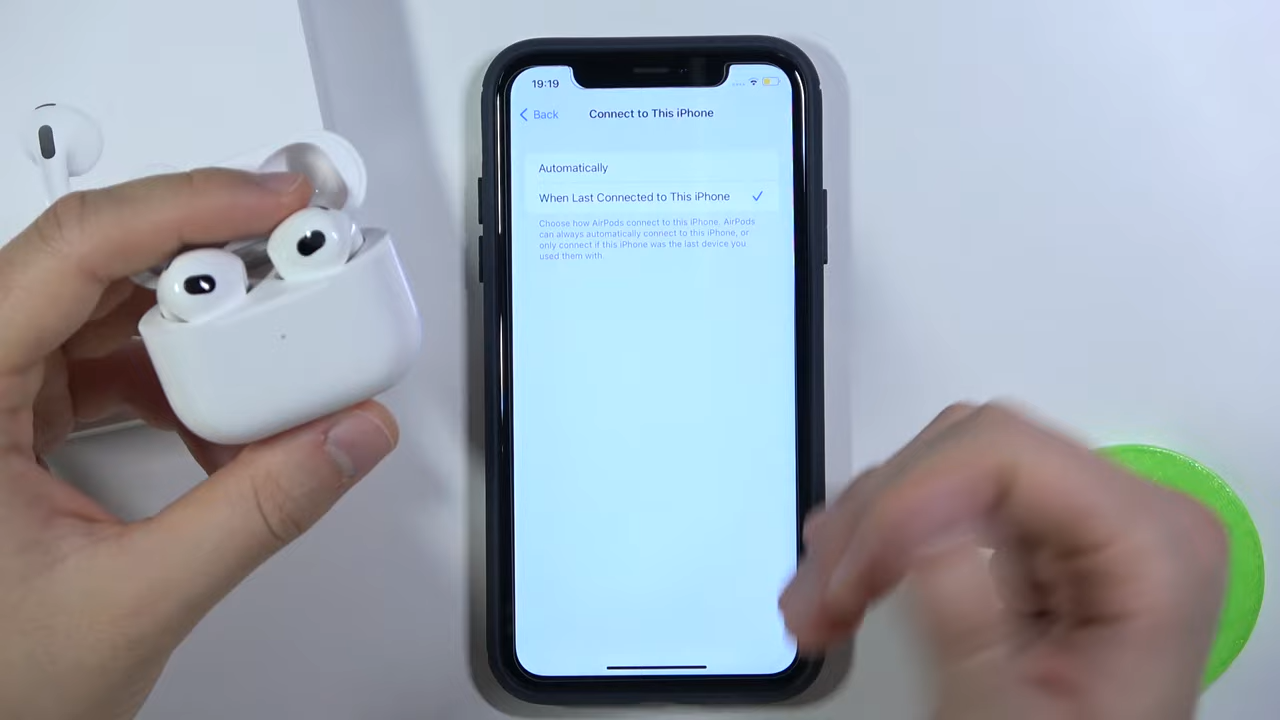 19:19
Back Connect to This iPhone
Automatically
When Last Connected to This iPhone
Choose how AirPods connect to this iPhone. AirPods
can always automatically connect to this iPhone, or
only connect if this iPhone was the last device you
used them with.